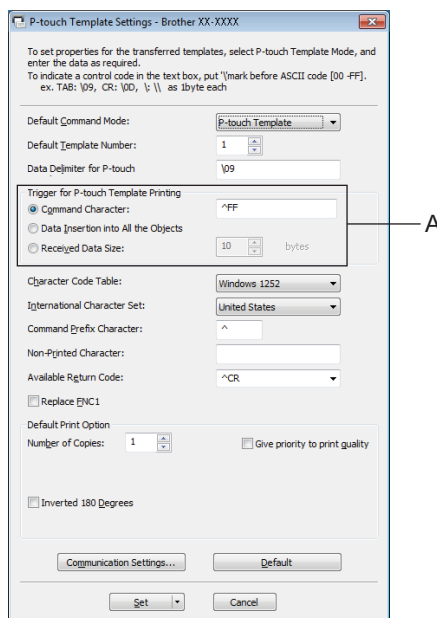 P-touch Template Settings - Brother XX-XXXX
To set properties for the transferred templates, select P-touch Template Mode, and
enter the data as required.
To indicate a control code in the text box, put '\'mark before ASCII code [00 -FF].
ex. TAB: \09, CR: \0D, \: \\ as 1byte
each
Default Command Mode: P-touch Template
Default Template Number: 1
Data Delimiter for P-touch \09
Trigger for P-touch Template Printing
Command Character: ^FF
A
Data Insertion into All the Objects
Received Data Size: 10 bytes
Character Code Table: Windows 1252
International Character Set: United States
Command Prefix Character: ^
Non-Printed Character:
Available Return Code: ^CR
Replace FNC1
Default Print Option
Number of Copies: 1 Give priority to print quality
Inverted 180 Degrees
Communication Settings... Default
Set Cancel